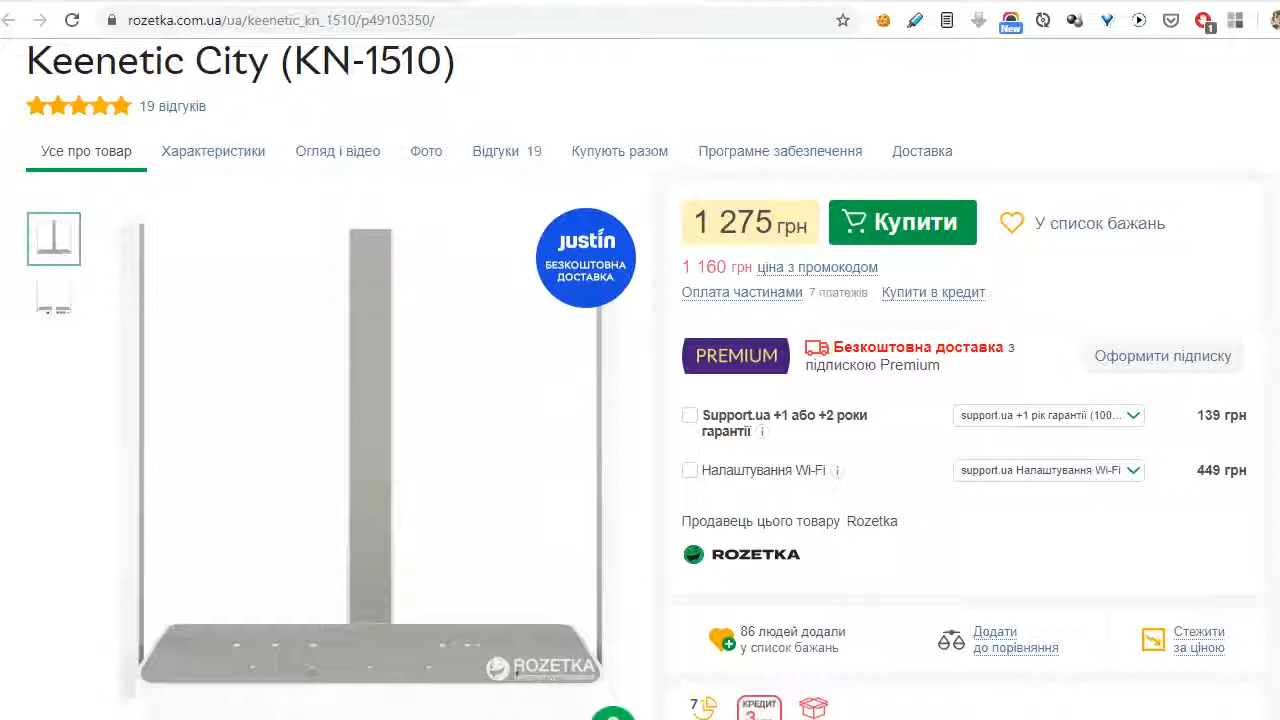 rozetka.com.ua/ua/keenetic_kn_1510/p49103350/
New
1
Keenetic City (KN-1510)
19 відгуків
Усе про товар Характеристики Огляд і відео Фото Відгуки 19 Купують разом Програмне забезпечення Доставка
justin
БЕЗКОШТОВНА
ДОСТАВКА
1 275 грн Купити У список бажань
1 160 грн ціна з промокодом
Оплата частинами 7 платежів Купити в кредит
PREMIUM Безкоштовна доставка з
підпискою Premium
Оформити підписку
Support.ua +1 або +2 роки
гарантії
support.ua +1 рік гарантії (100... 139 грн
Налаштування Wi-Fi support.ua Налаштування Wi-Fi 449 грн
Продавець цього товару Rozetka
ROZETKA
ROZETKA
86 людей додали
у список бажань
Додати
до порівняння
Стежити
за ціною
7
КРЕДИТ